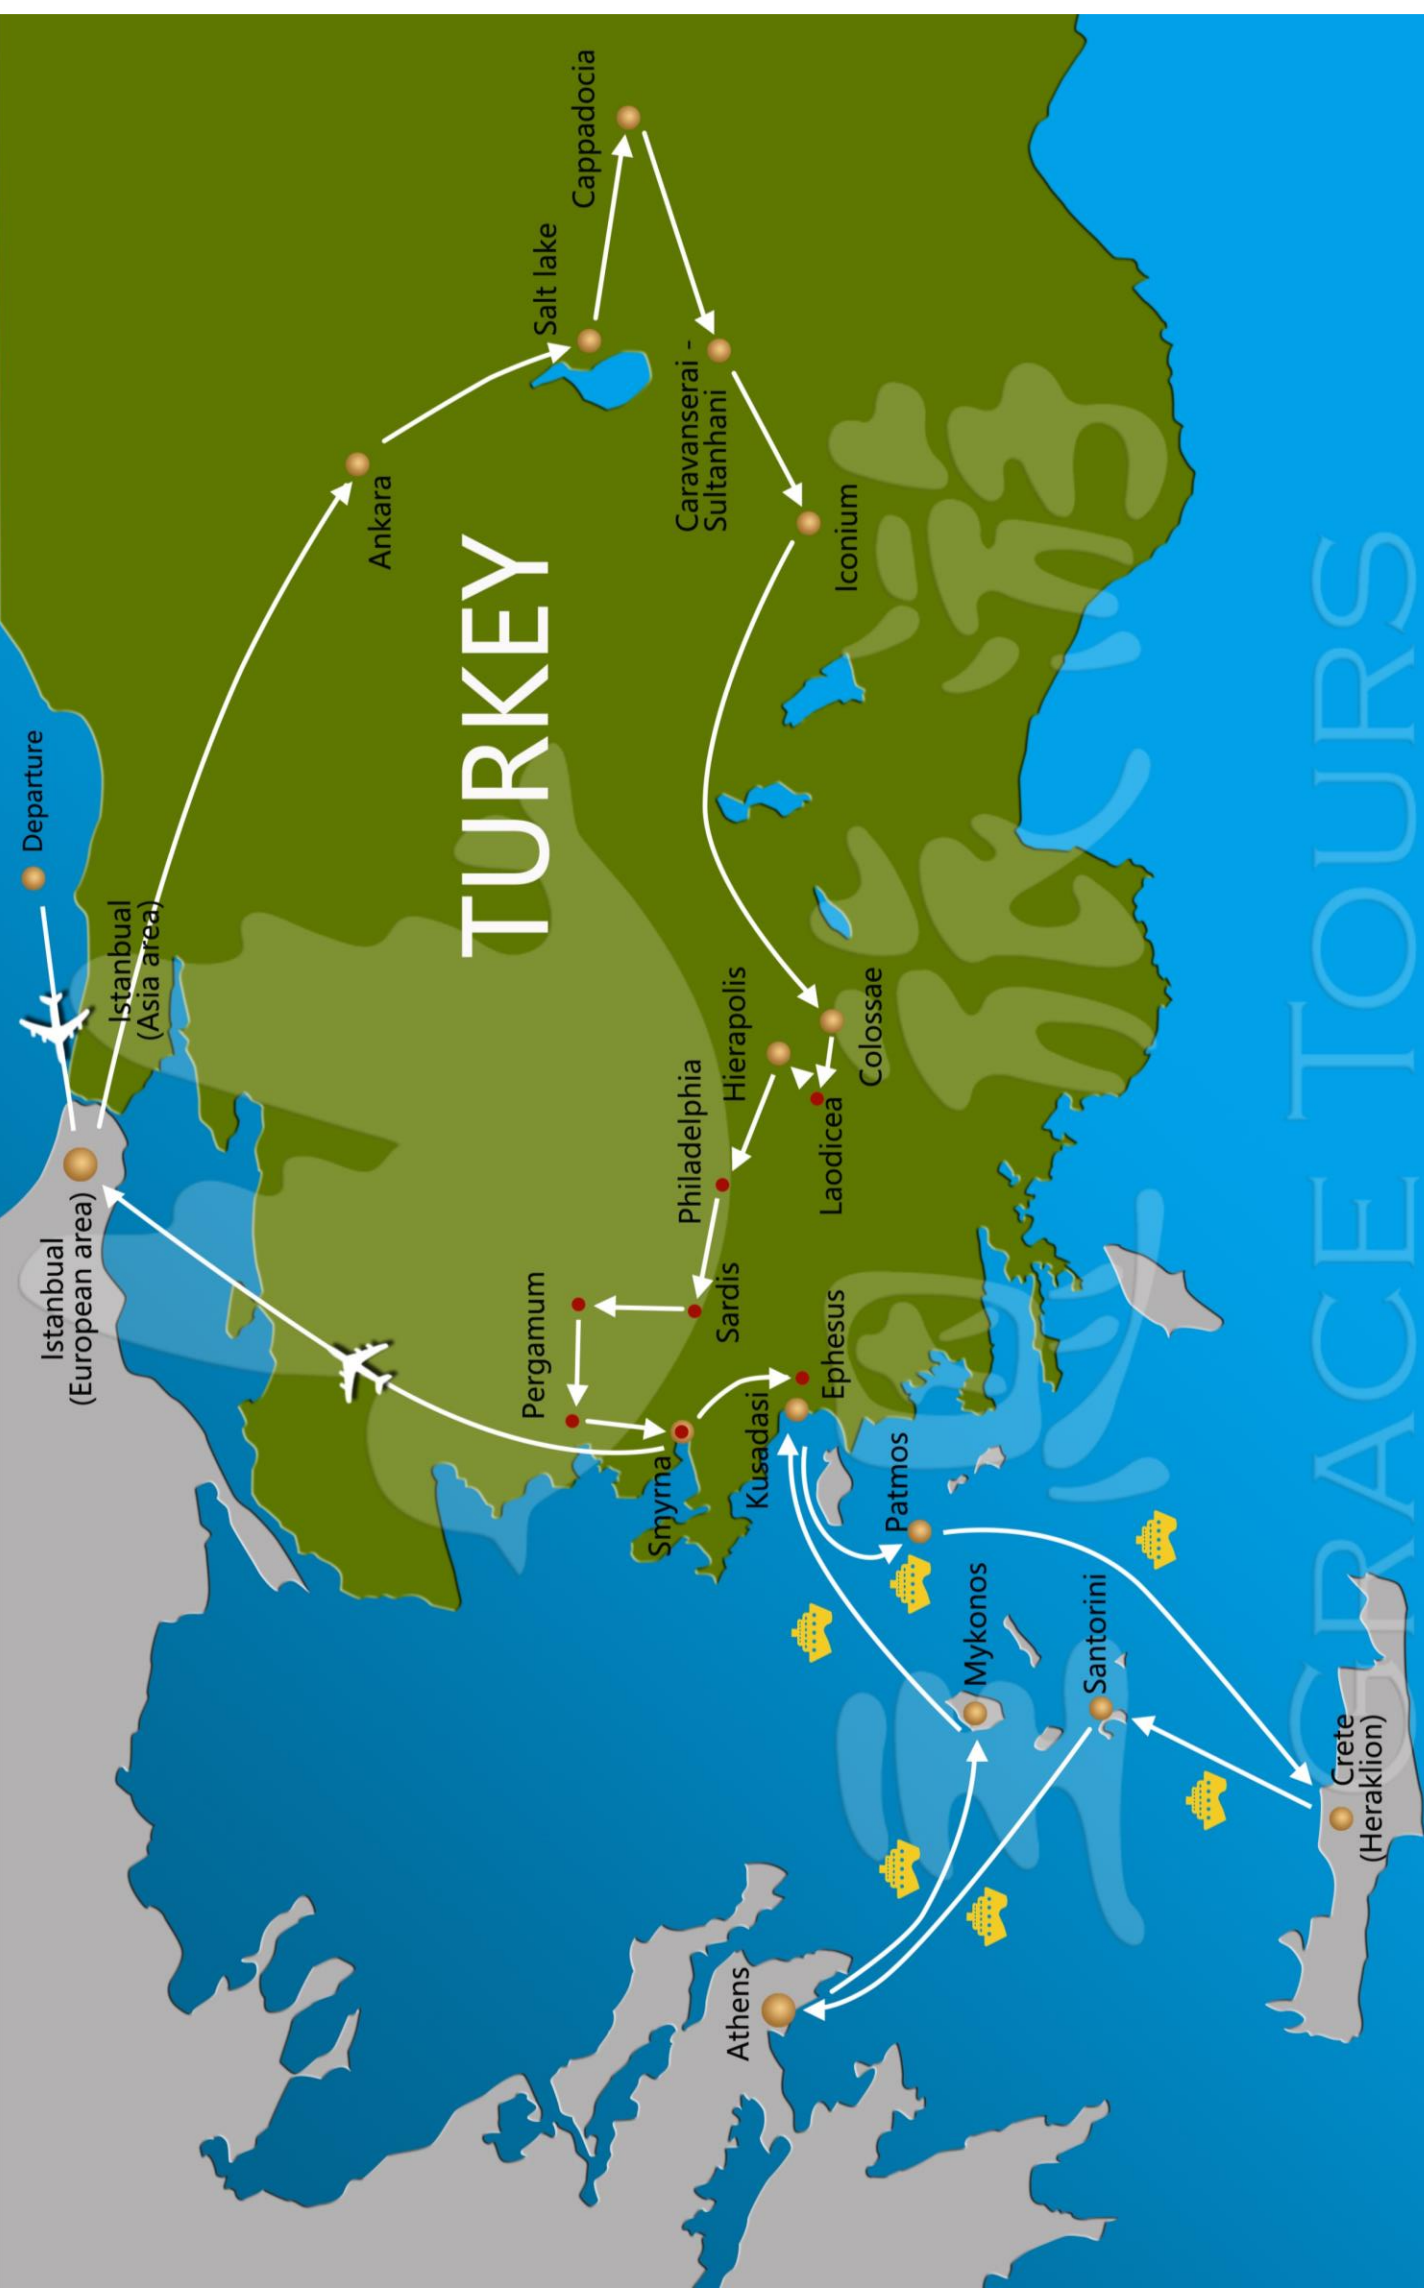 Departure
Istanbual
(European area)
Istanbual
(Asia area)
Ankara
TURKEY
Pergamum
Salt lake
Cappadocia
Smyrna
Philadelphia
Caravanserai -
Sultanhani
Sardis
Hierapolis
Athens
Kusadasi
Laodicea
Ephesus
Iconium
Colossae
Patmos
Mykonos
Santorini
Crete
(Heraklion)
GRACE TOURS